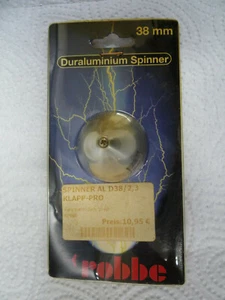 38 mm
Duraluminium Spinner
SPINNER AL D38/2,3
KLAPP-PRO
Preis: 10,95 €
robbe